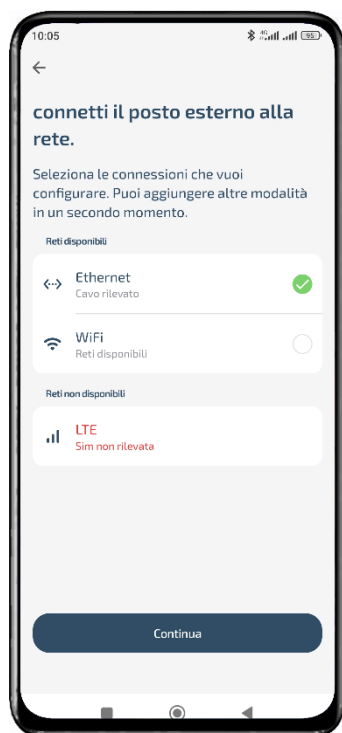 10:05
4G
95
connetti il posto esterno alla
rete.
Seleziona le connessioni che vuoi
configurare. Puoi aggiungere altre modalità
in un secondo momento.
Reti disponibili
Ethernet
Cavo rilevato
WiFi
Reti disponibili
Reti non disponibili
LTE
Sim non rilevata
Continua